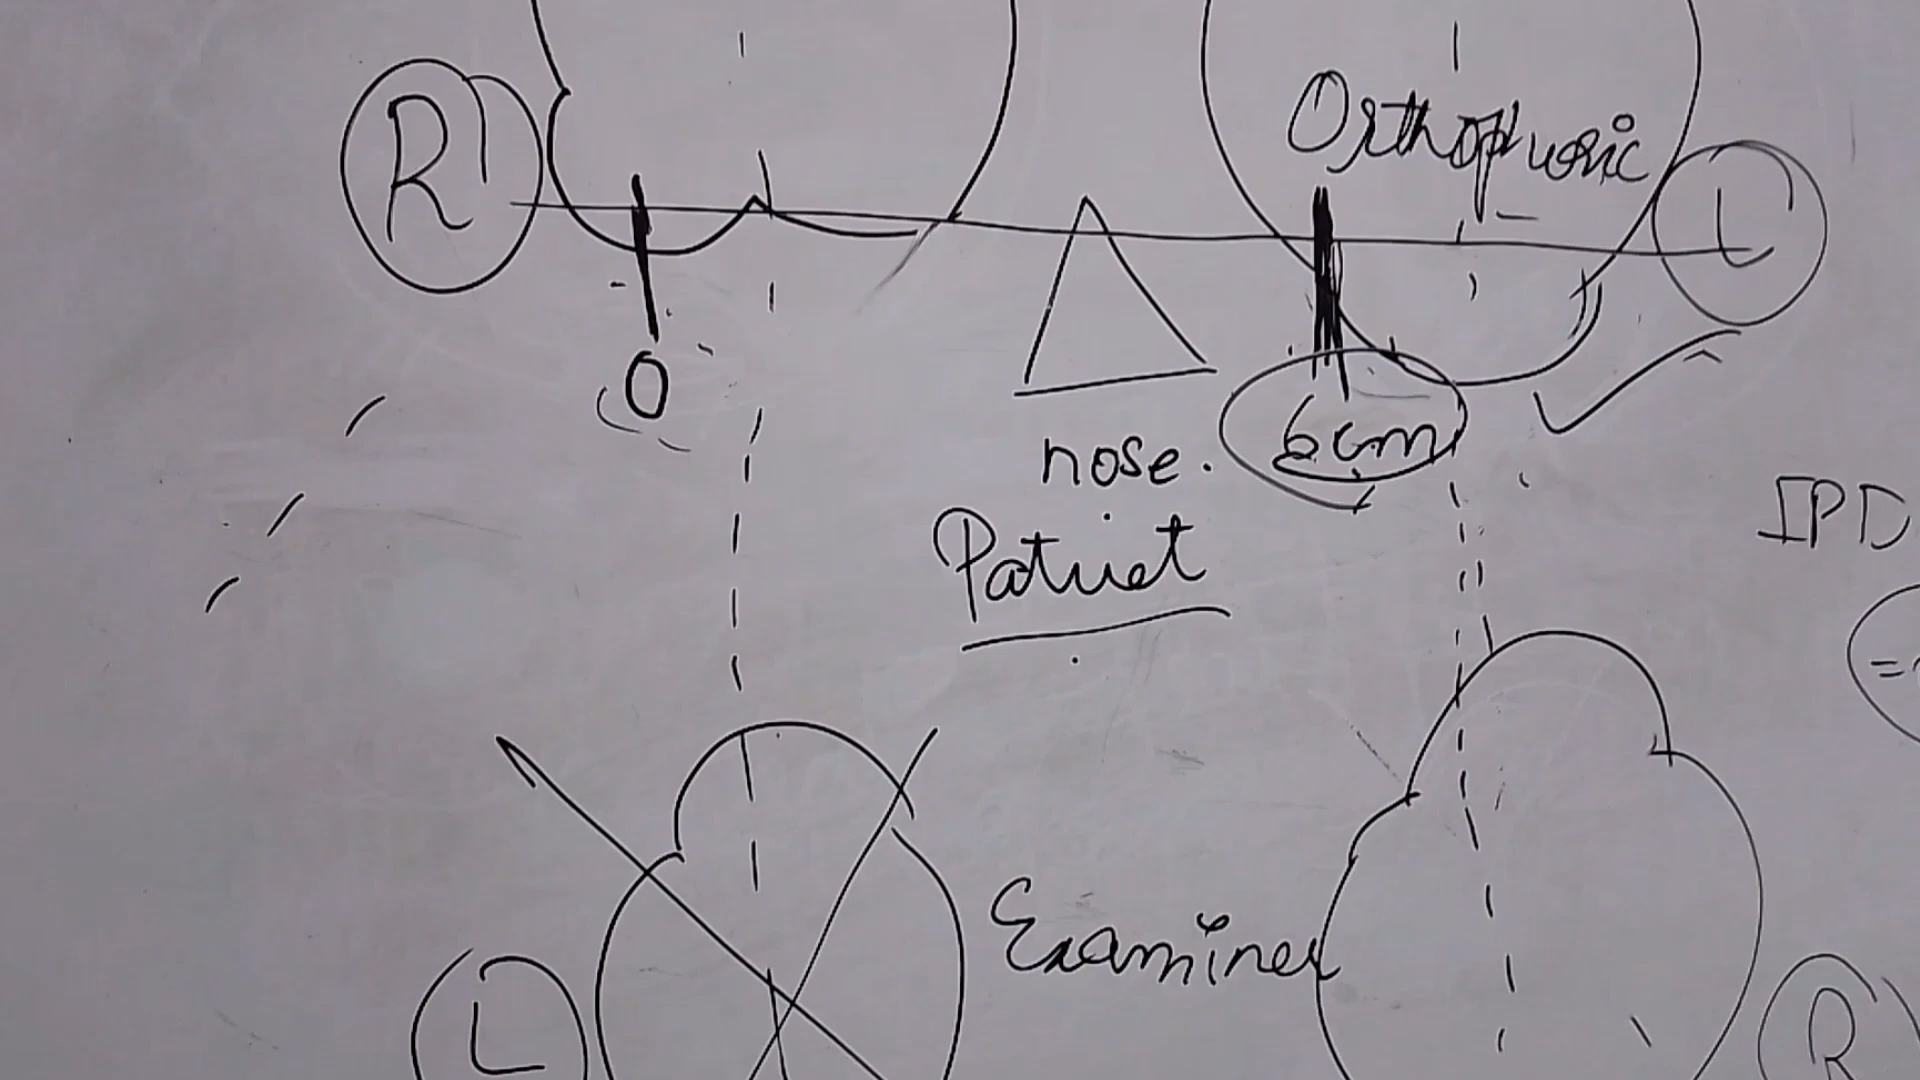 R
Orthophoric
L
0
nose.
6cm
IPD
Patiet
Examiner
L
R